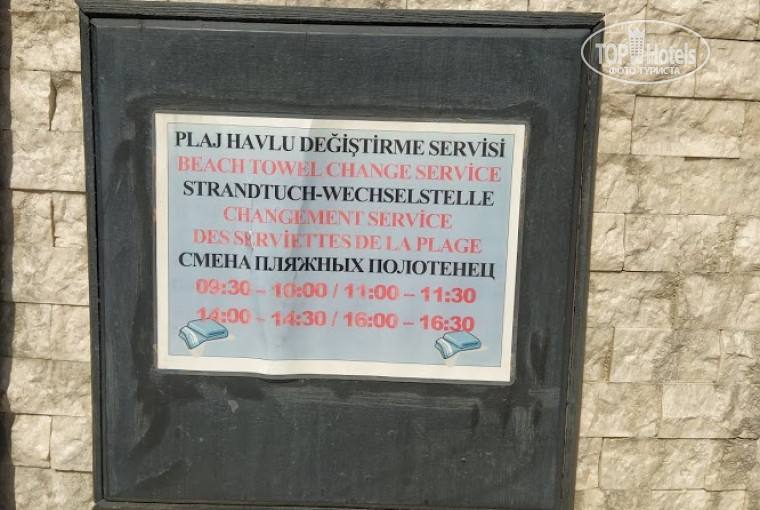 TOP Hotels
ФОТО ТУРИСТА
PLAJ HAVLU DEĞİŞTİRME SERVİSİ
BEACH TOWEL CHANGE SERVICE
STRANDTUCH-WECHSELSTELLE
CHANGEMENT SERVİCE
DES SERVİETTES DE LA PLAGE
СМЕНА ПЛЯЖНЫХ ПОЛОТЕНЕЦ
09:30 – 10:00 / 11:00 – 11:30
14:00 – 14:30 / 16:00 – 16:30